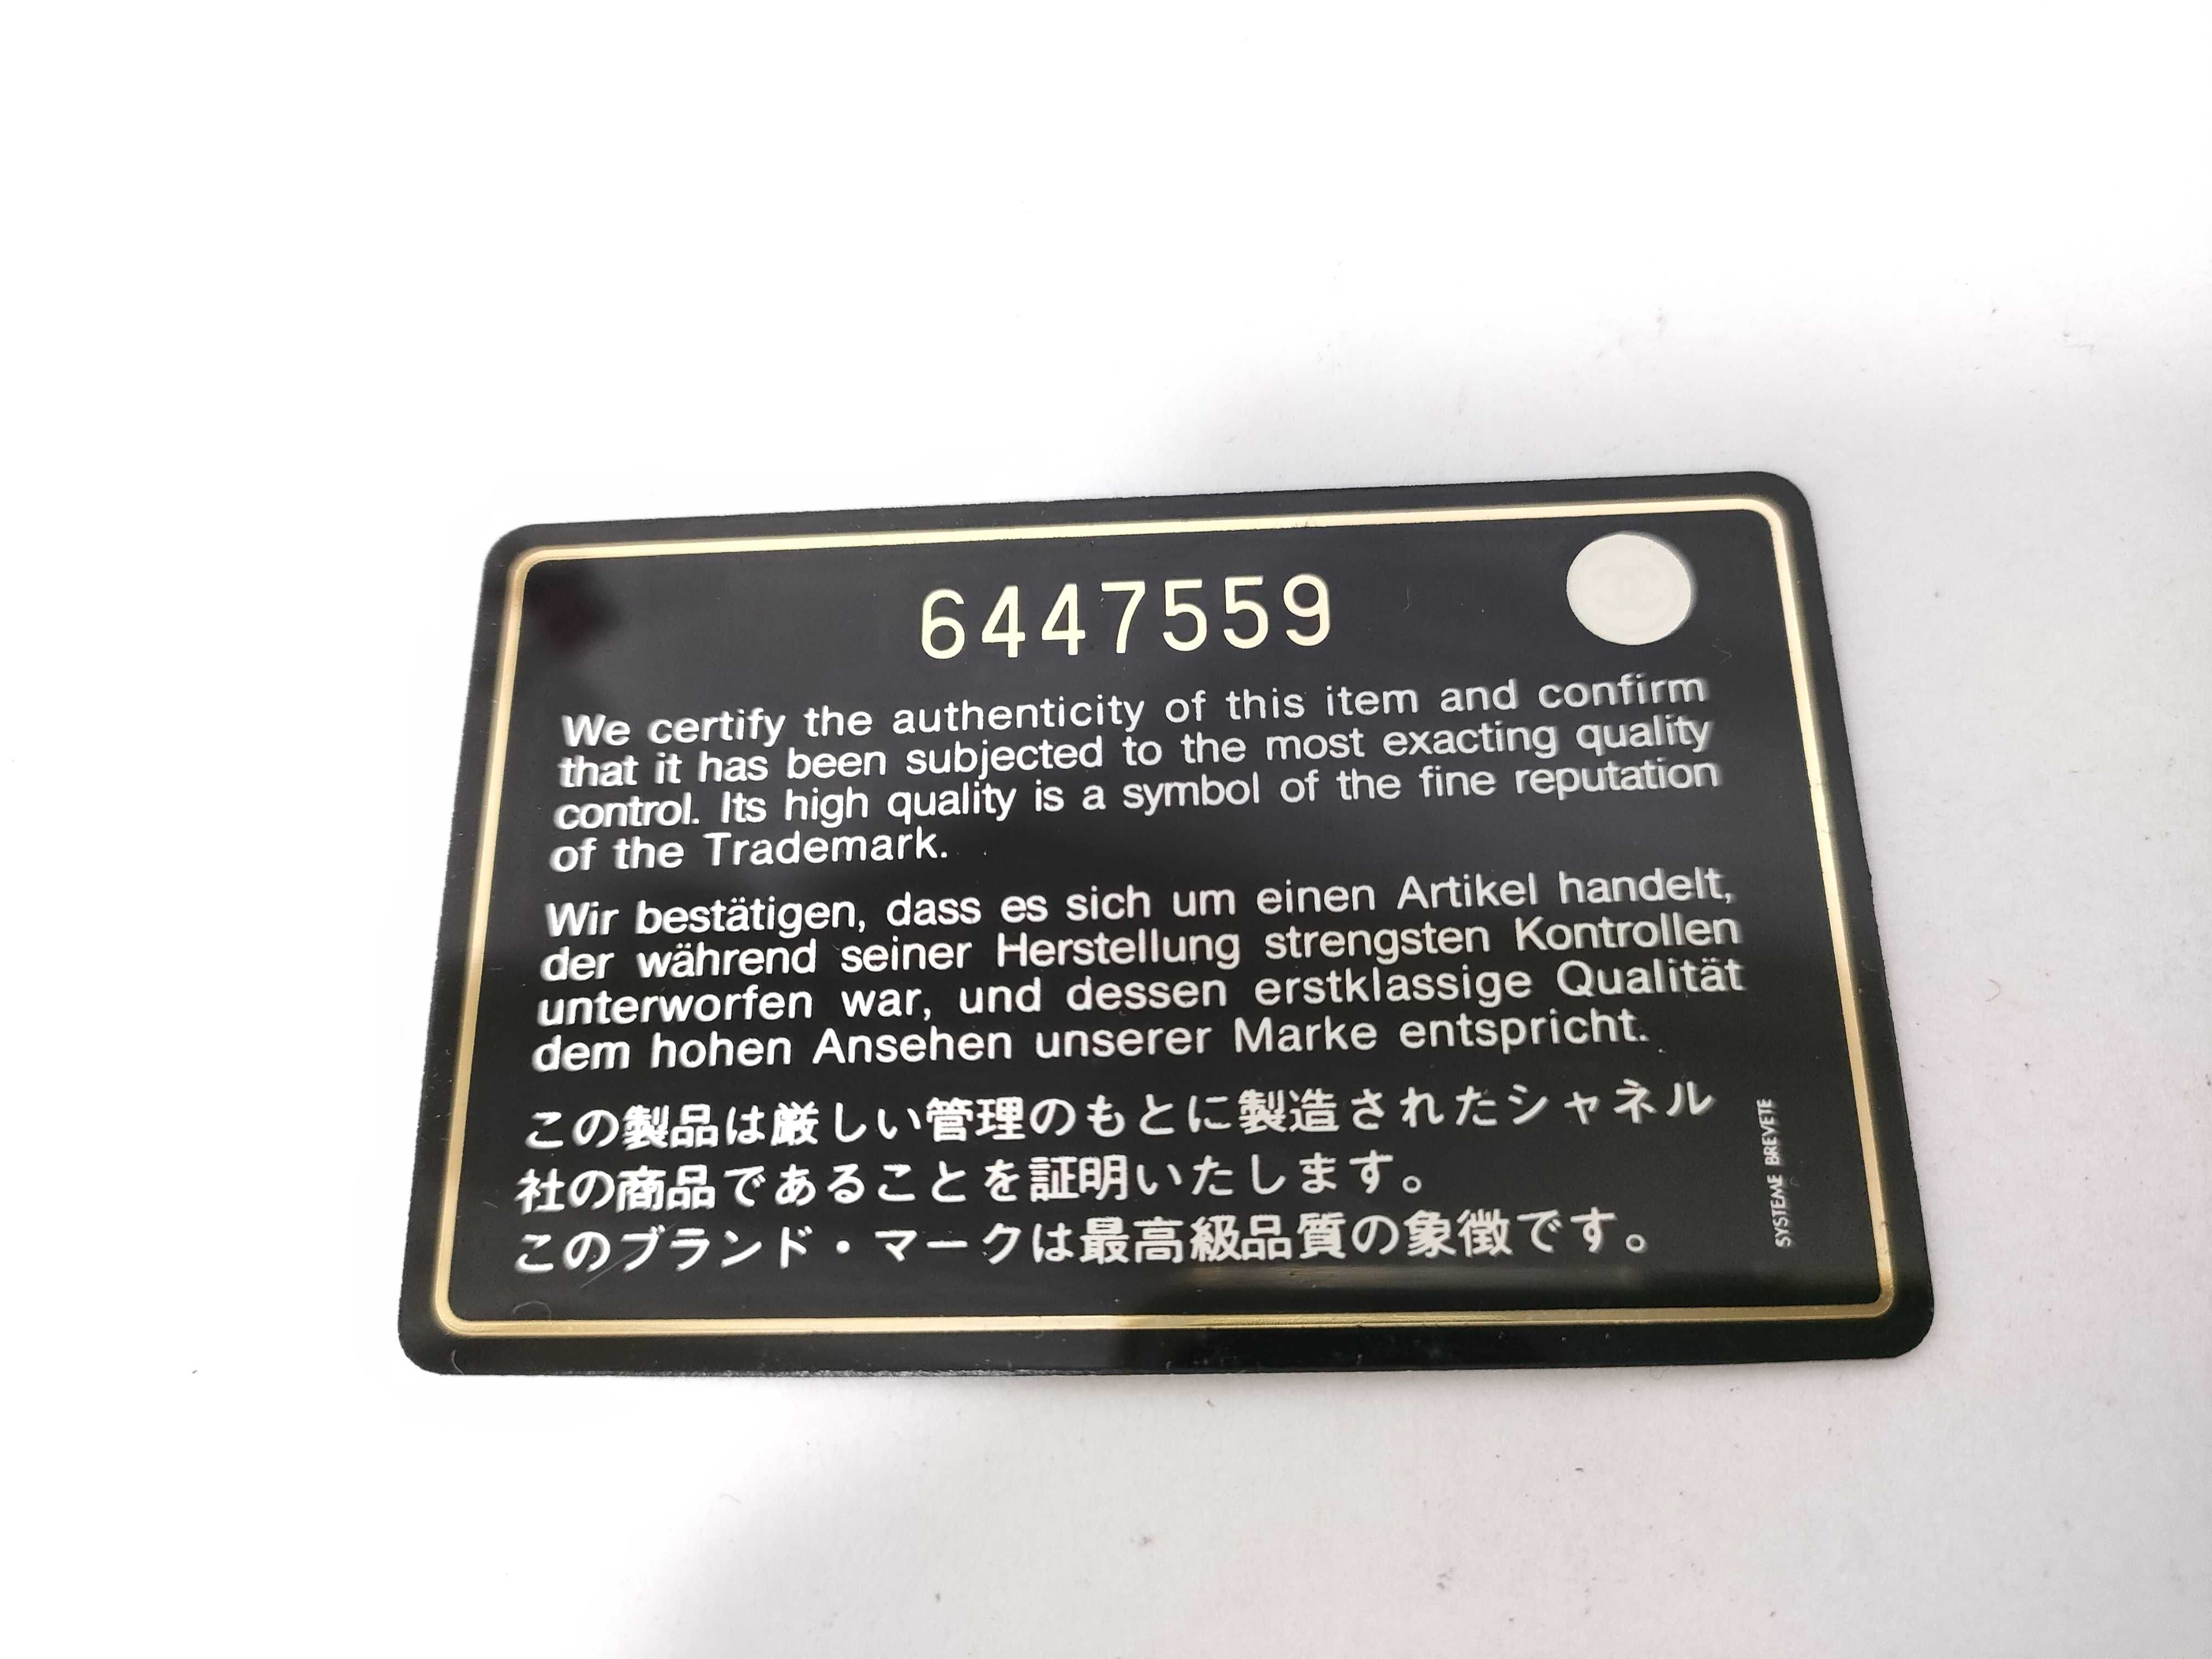 6447559
We certify the authenticity of this item and confirm
that it has been subjected to the most exacting quality
control. Its high quality is a symbol of the fine reputation
of the Trademark.
Wir bestätigen, dass es sich um einen Artikel handelt,
der während seiner Herstellung strengsten Kontrollen
unterworfen war, und dessen erstklassige Qualität
dem hohen Ansehen unserer Marke entspricht.
この製品は厳しい管理のもとに製造されたシャネル
社の商品であることを証明いたします。
このブランド・マークは最高級品質の象徴です。
SYSTEME BREVETE